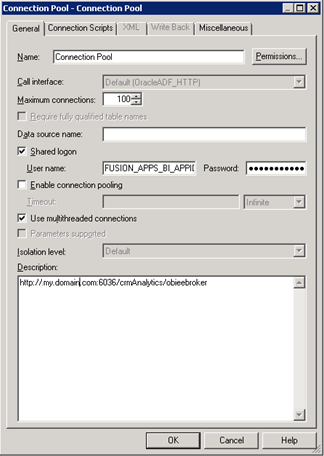 Connection Pool - Connection Pool
General Connection Scripts XML Write Back Miscellaneous
Name: Connection Pool Permissions...
Call interface: Default (OracleADF_HTTP)
Maximum connections: 100
Require fully qualified table names
Data source name:
Shared logon
User name: FUSION_APPS_BI_APPID Password: ●●●●●●●●●●●
Enable connection pooling
Timeout: Infinite
Use multithreaded connections
Parameters supported
Isolation level: Default
Description:
http://.my.domain.com:6036/crmAnalytics/obieebroker
OK Cancel Help